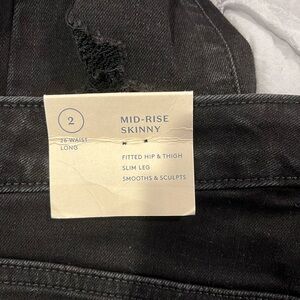 2
26 WAIST
LONG
MID-RISE
SKINNY
FITTED HIP & THIGH
SLIM LEG
SMOOTHS & SCULPTS